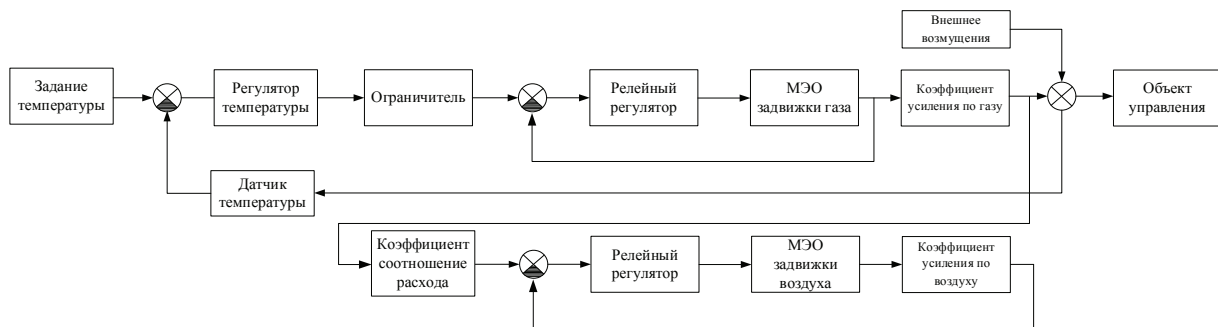 Внешнее
возмущения
Задание
температуры
Регулятор
температуры
Ограничитель
Релейный
регулятор
МЭО
задвижки газа
Коэффициент
усиления по газу
Объект
управления
Датчик
температуры
Коэффициент
соотношение
расхода
Релейный
регулятор
МЭО
задвижки
воздуха
Коэффициент
усиления по
воздуху